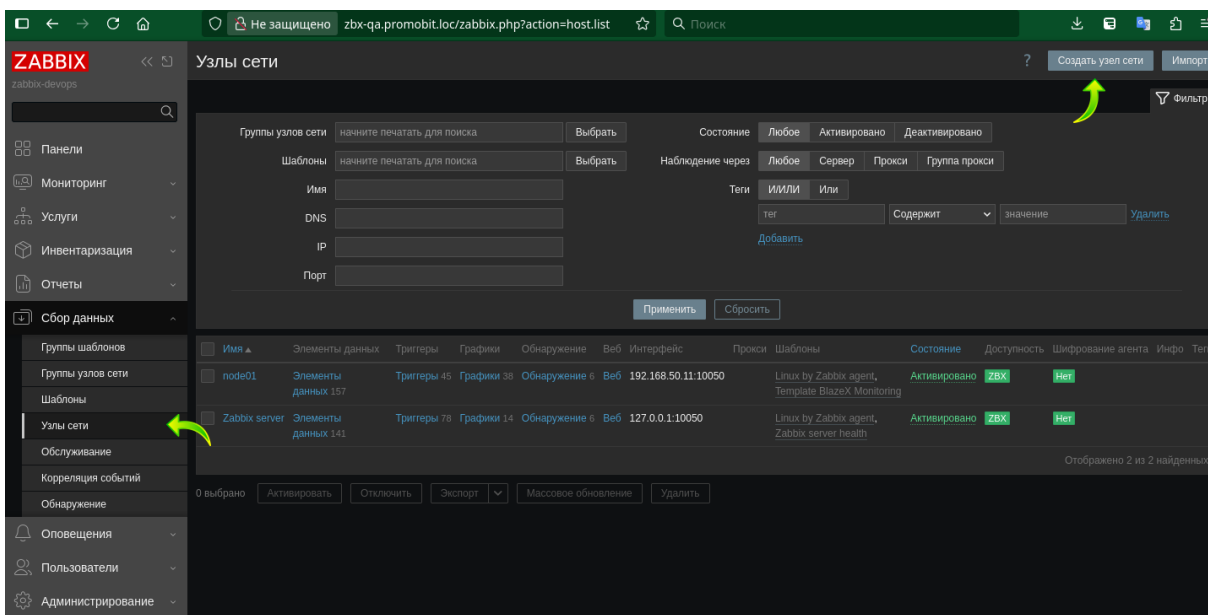 Не защищено zbx-qa.promobit.loc/zabbix.php?action=host.list Поиск
ZABBIX
zabbix-devops
Узлы сети
? Создать узел сети Импорт
Фильтр
Панели
Мониторинг
Услуги
Инвентаризация
Отчеты
Сбор данных
Группы шаблонов
Группы узлов сети
Шаблоны
Узлы сети
Обслуживание
Корреляция событий
Обнаружение
Оповещения
Пользователи
Администрирование
Группы узлов сети начните печатать для поиска Выбрать
Шаблоны начните печатать для поиска Выбрать
Имя
DNS
IP
Порт
Состояние Любое Активировано Деактивировано
Наблюдение через Любое Сервер Прокси Группа прокси
Теги И/ИЛИ Или
тег Содержит значение Удалить
Добавить
Применить Сбросить
Имя Элементы данных Триггеры Графики Обнаружение Веб Интерфейс Прокси Шаблоны Состояние Доступность Шифрование агента Инфо Тег
node01 Элементы данных 157 Триггеры 45 Графики 38 Обнаружение 6 Веб 192.168.50.11:10050 Linux by Zabbix agent, Template BlazeX Monitoring Активировано ZBX Нет
Zabbix server Элементы данных 141 Триггеры 78 Графики 14 Обнаружение 6 Веб 127.0.0.1:10050 Linux by Zabbix agent, Zabbix server health Активировано ZBX Нет
Отображено 2 из 2 найденных
0 выбрано Активировать Отключить Экспорт Массовое обновление Удалить